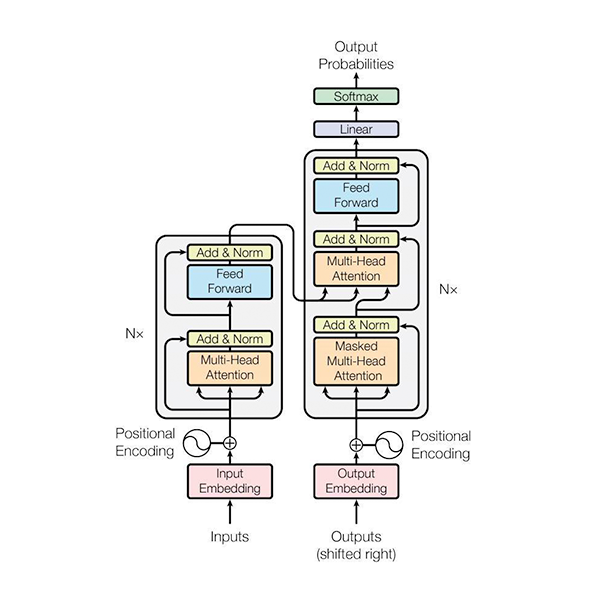 Output
Probabilities
Softmax
Linear
Add & Norm
Feed
Forward
Add & Norm
Multi-Head
Attention
Add & Norm
Masked
Multi-Head
Attention
N×
Add & Norm
Feed
Forward
Add & Norm
Multi-Head
Attention
N×
Positional
Encoding
Positional
Encoding
Input
Embedding
Output
Embedding
Inputs
Outputs
(shifted right)